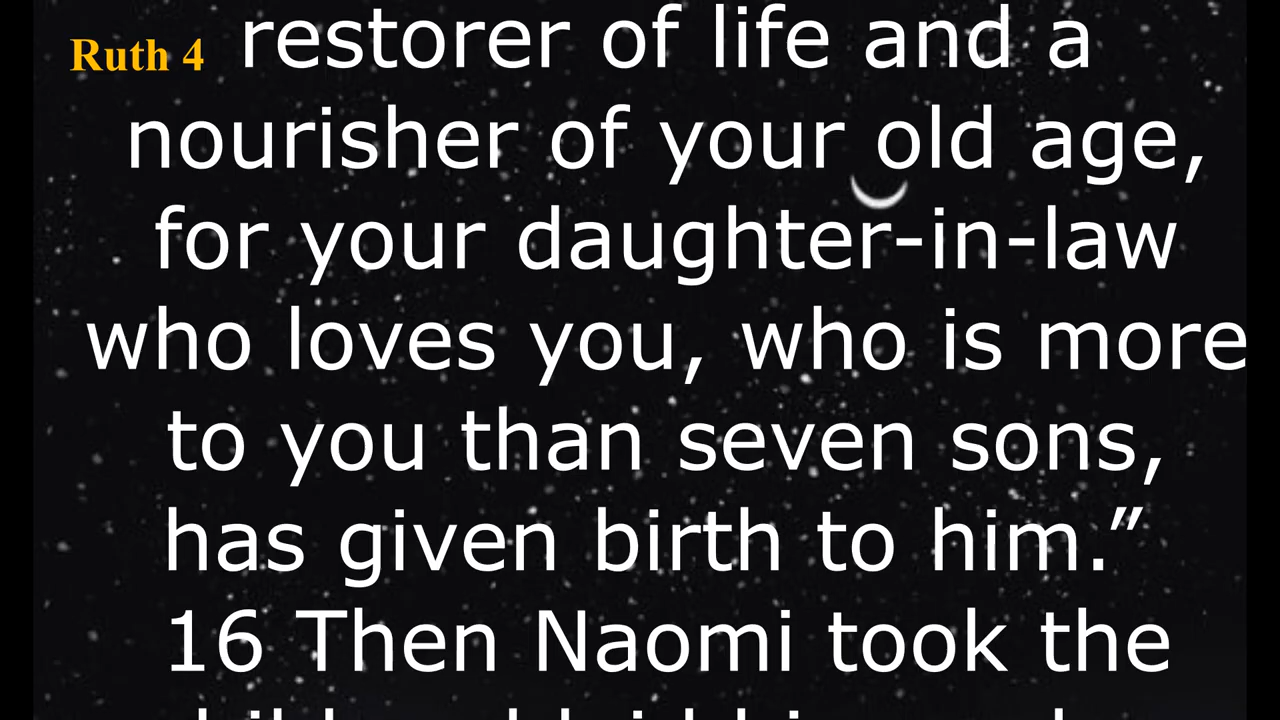 Ruth 4
restorer of life and a
nourisher of your old age,
for your daughter-in-law
who loves you, who is more
to you than seven sons,
has given birth to him.”
16 Then Naomi took the